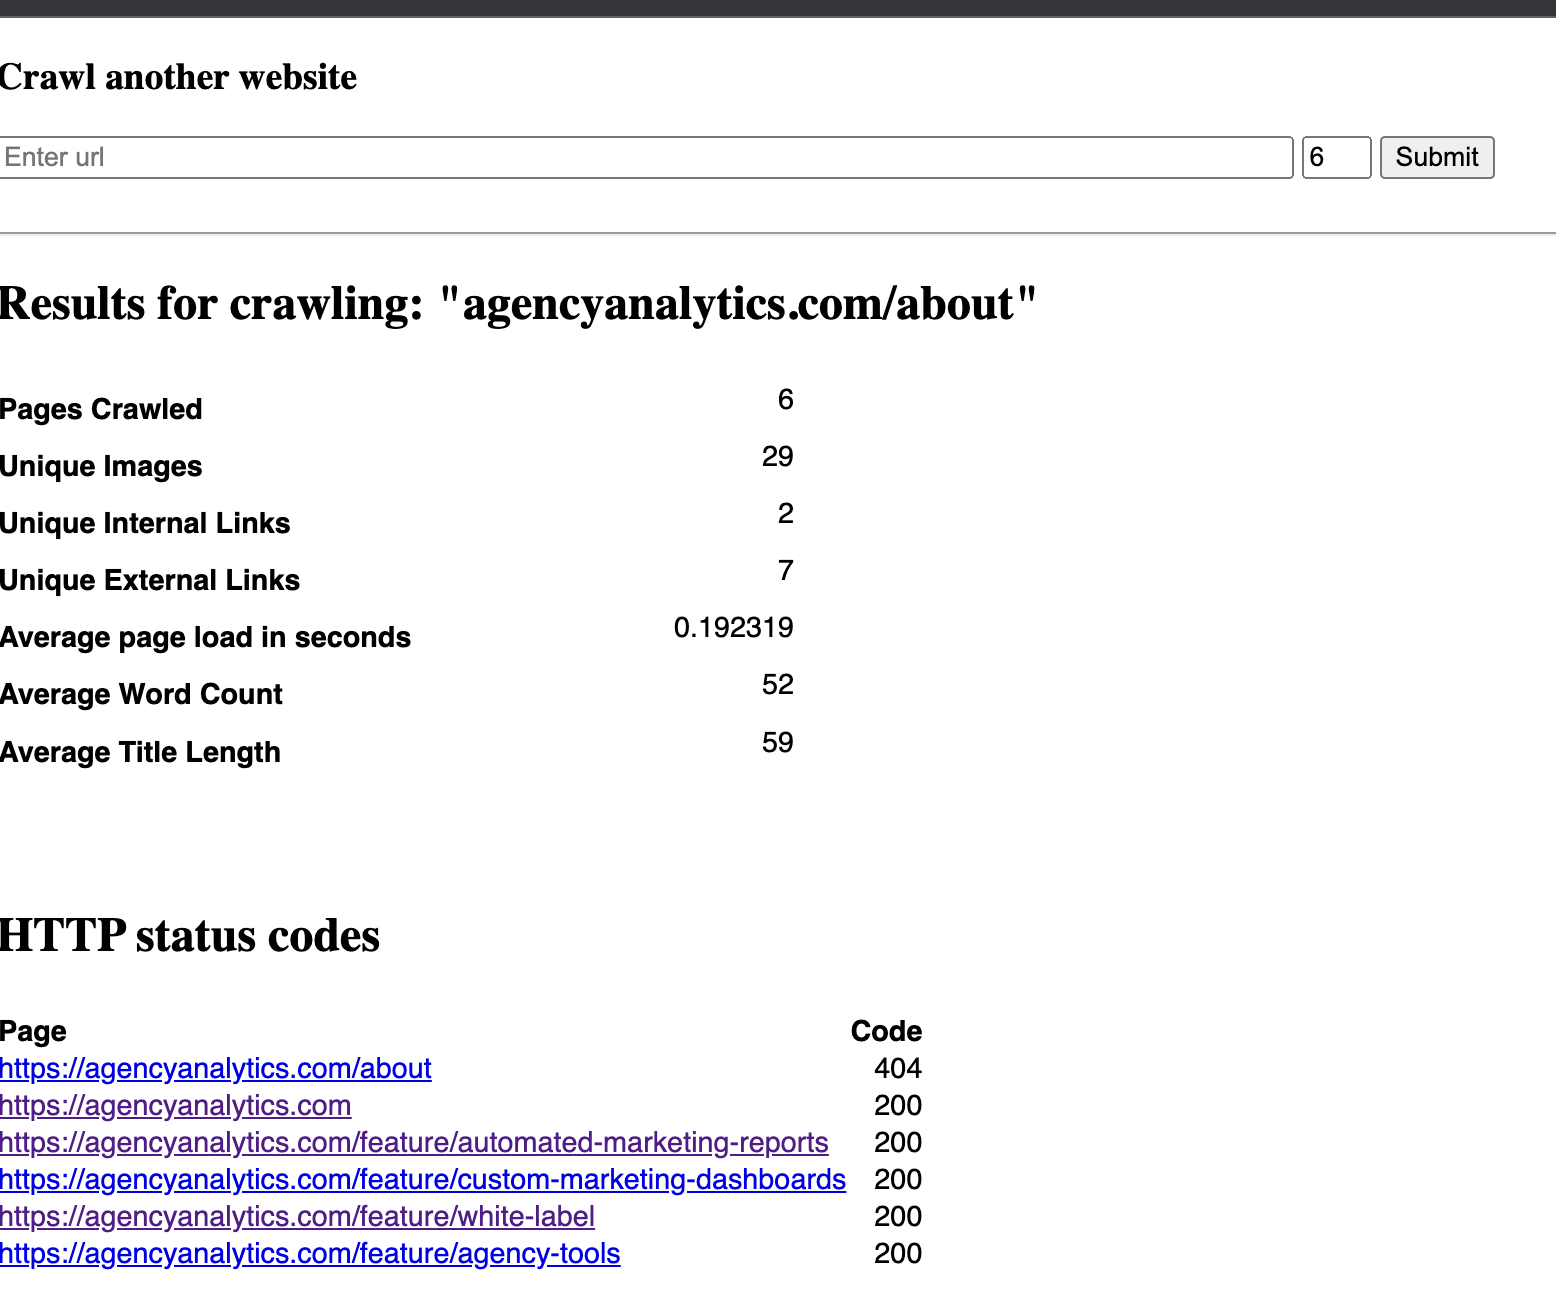 Crawl another website
Enter url 6 Submit
Results for crawling: "agencyanalytics.com/about"
Pages Crawled 6
Unique Images 29
Unique Internal Links 2
Unique External Links 7
Average page load in seconds 0.192319
Average Word Count 52
Average Title Length 59
HTTP status codes
Page Code
https://agencyanalytics.com/about 404
https://agencyanalytics.com 200
https://agencyanalytics.com/feature/automated-marketing-reports 200
https://agencyanalytics.com/feature/custom-marketing-dashboards 200
https://agencyanalytics.com/feature/white-label 200
https://agencyanalytics.com/feature/agency-tools 200